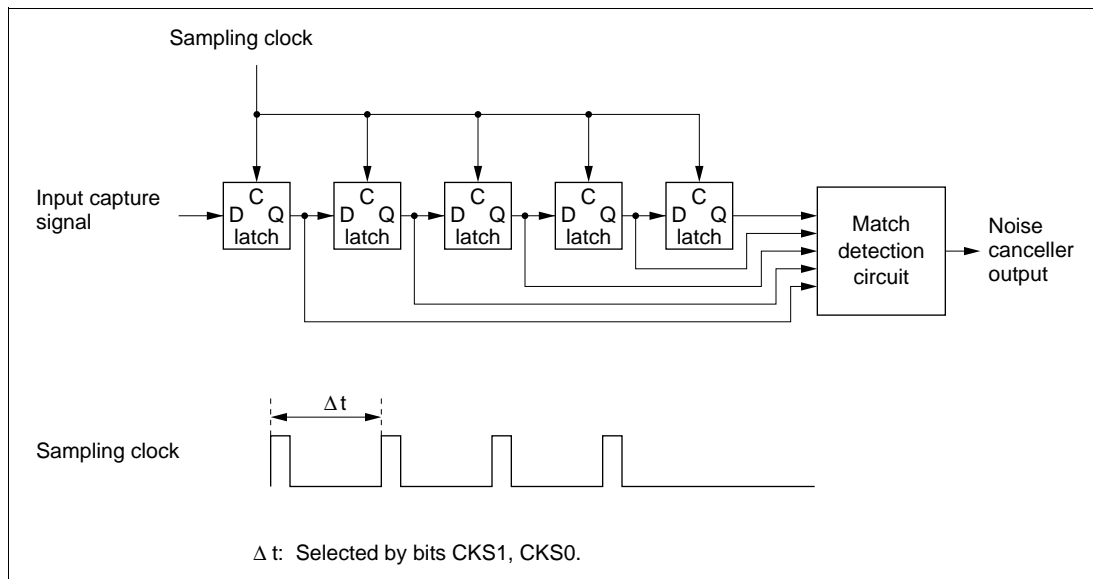 Sampling clock
Input capture
signal
C
D Q
latch
C
D Q
latch
C
D Q
latch
C
D Q
latch
C
D Q
latch
Match
detection
circuit
Noise
canceller
output
Δ t
Sampling clock
Δ t: Selected by bits CKS1, CKS0.